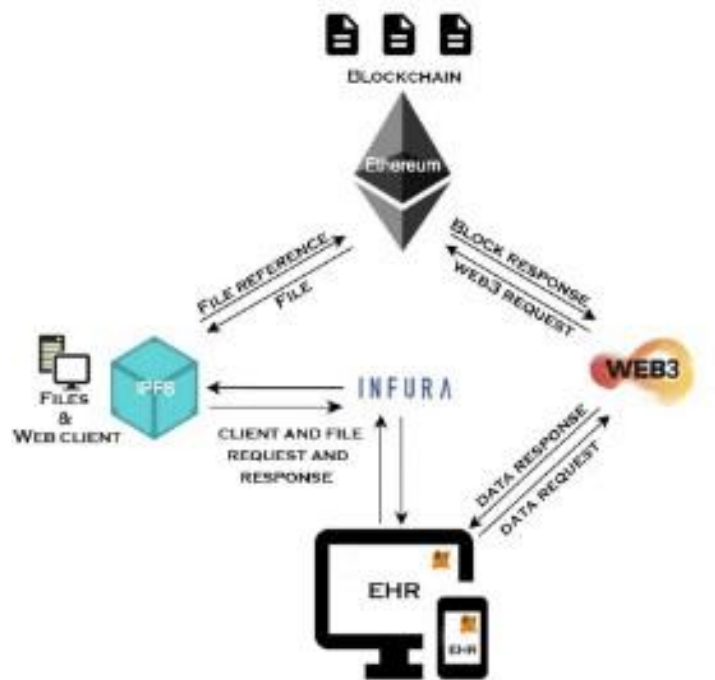 BLOCKCHAIN
Ethereum
FILE REFERENCE
FILE
BLOCK RESPONSE
WEB3 REQUEST
IPFS
FILES
&
WEB CLIENT
INFURA
WEB3
CLIENT AND FILE
REQUEST AND
RESPONSE
DATA RESPONSE
DATA REQUEST
EHR
EHR